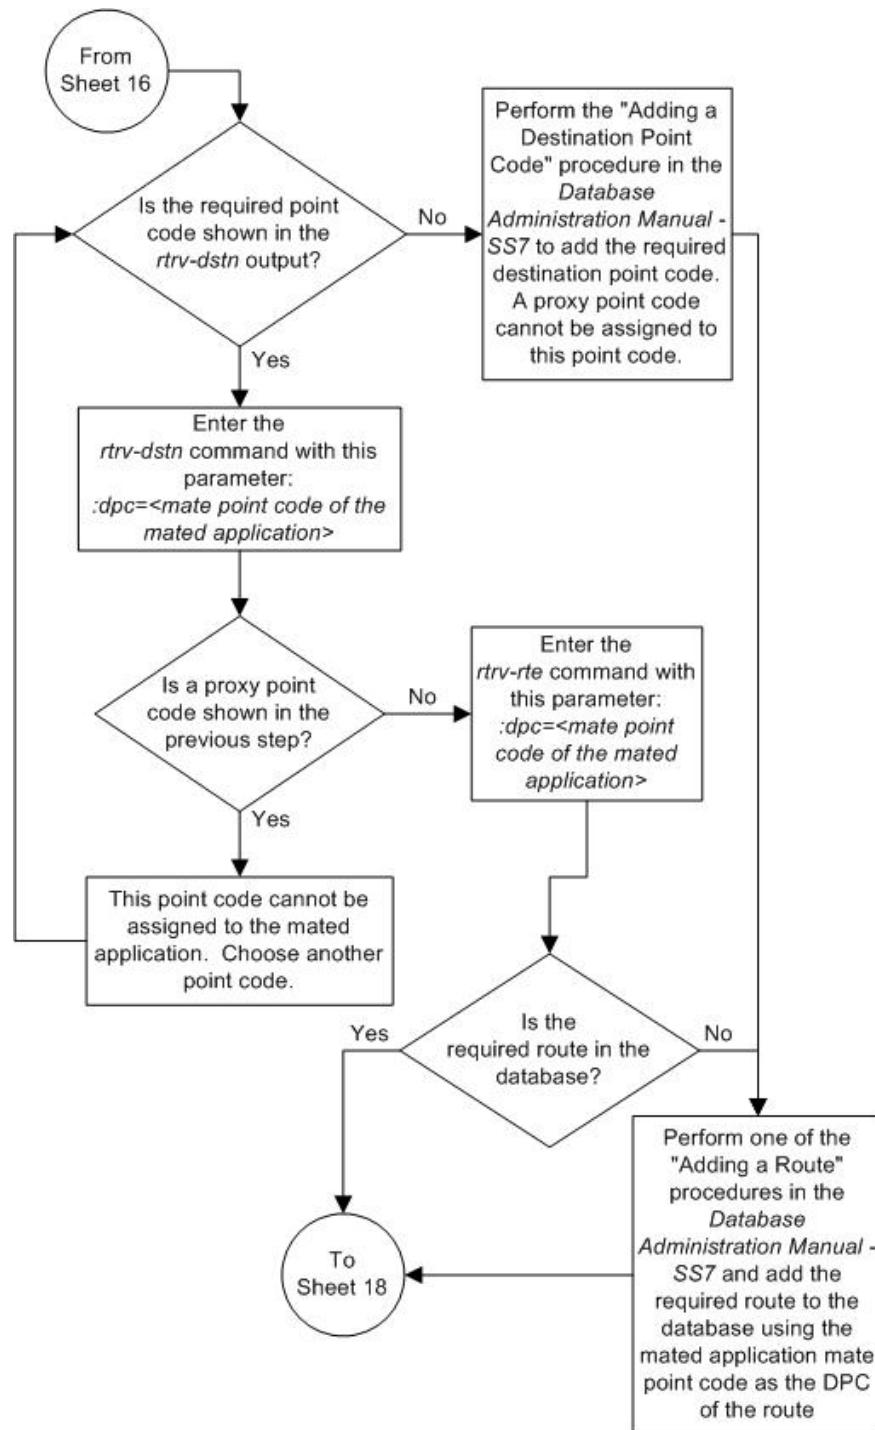 From
Sheet 16
Is the required point
code shown in the
rtrv-dstn output?
No
Yes
Perform the "Adding a
Destination Point
Code" procedure in the
Database
Administration Manual -
SS7 to add the required
destination point code.
A proxy point code
cannot be assigned to
this point code.
Enter the
rtrv-dstn command with this
parameter:
:dpc=<mate point code of the
mated application>
Is a proxy point
code shown in the
previous step?
No
Yes
Enter the
rtrv-rte command with
this parameter:
:dpc=<mate point
code of the mated
application>
This point code cannot be
assigned to the mated
application.  Choose another
point code.
Is the
required route in the
database?
Yes
No
Perform one of the
"Adding a Route"
procedures in the
Database
Administration Manual -
SS7 and add the
required route to the
database using the
mated application mate
point code as the DPC
of the route
To
Sheet 18